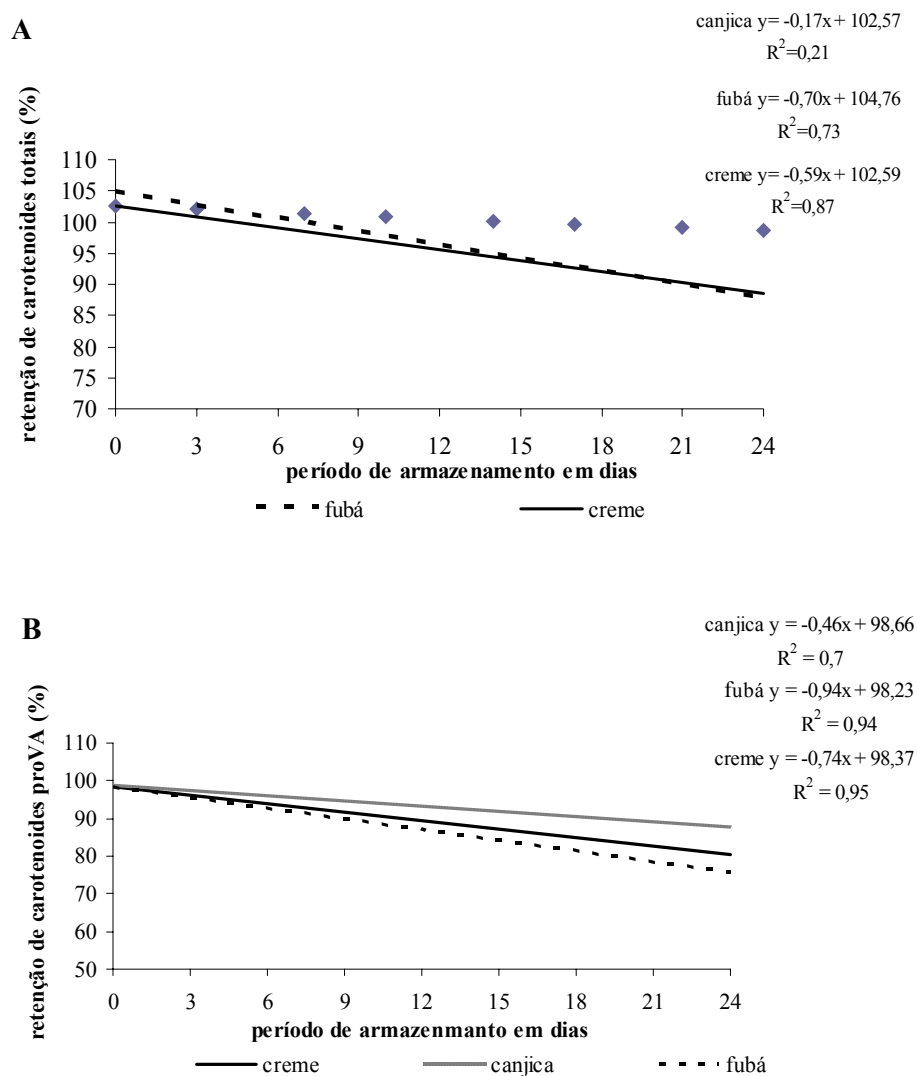 A
canjica y= -0,17x + 102,57
R²=0,21
fubá y= -0,70x + 104,76
R²=0,73
creme y= -0,59x + 102,59
R²=0,87
retenção de carotenoides totais (%)
110
105
100
95
90
85
80
75
70
0 3 6 9 12 15 18 21 24
período de armazenamento em dias
fubá creme
B
canjica y = -0,46x + 98,66
R² = 0,7
fubá y = -0,94x + 98,23
R² = 0,94
creme y = -0,74x + 98,37
R² = 0,95
retenção de carotenoides proVA (%)
110
100
90
80
70
60
50
0 3 6 9 12 15 18 21 24
período de armazenmanto em dias
creme canjica fubá